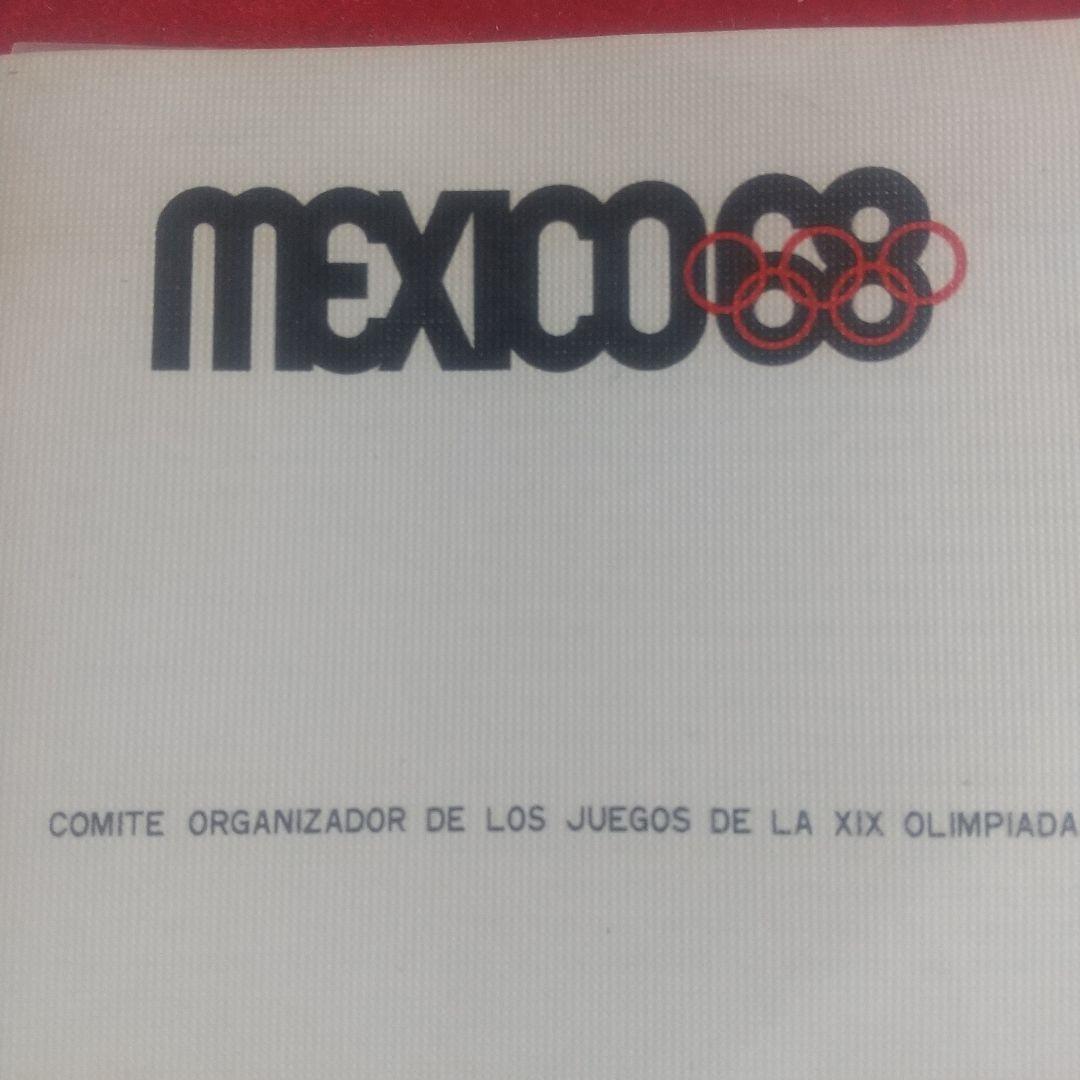 MEXICO68
COMITE ORGANIZADOR DE LOS JUEGOS DE LA XIX OLIMPIADA